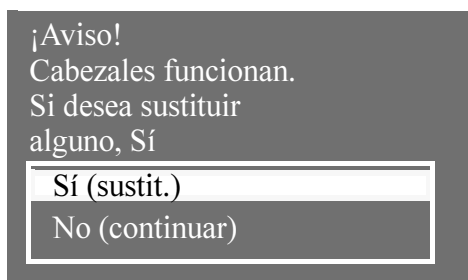 ¡Aviso!
Cabezales funcionan.
Si desea sustituir
alguno, Sí
Sí (sustit.)
No (continuar)